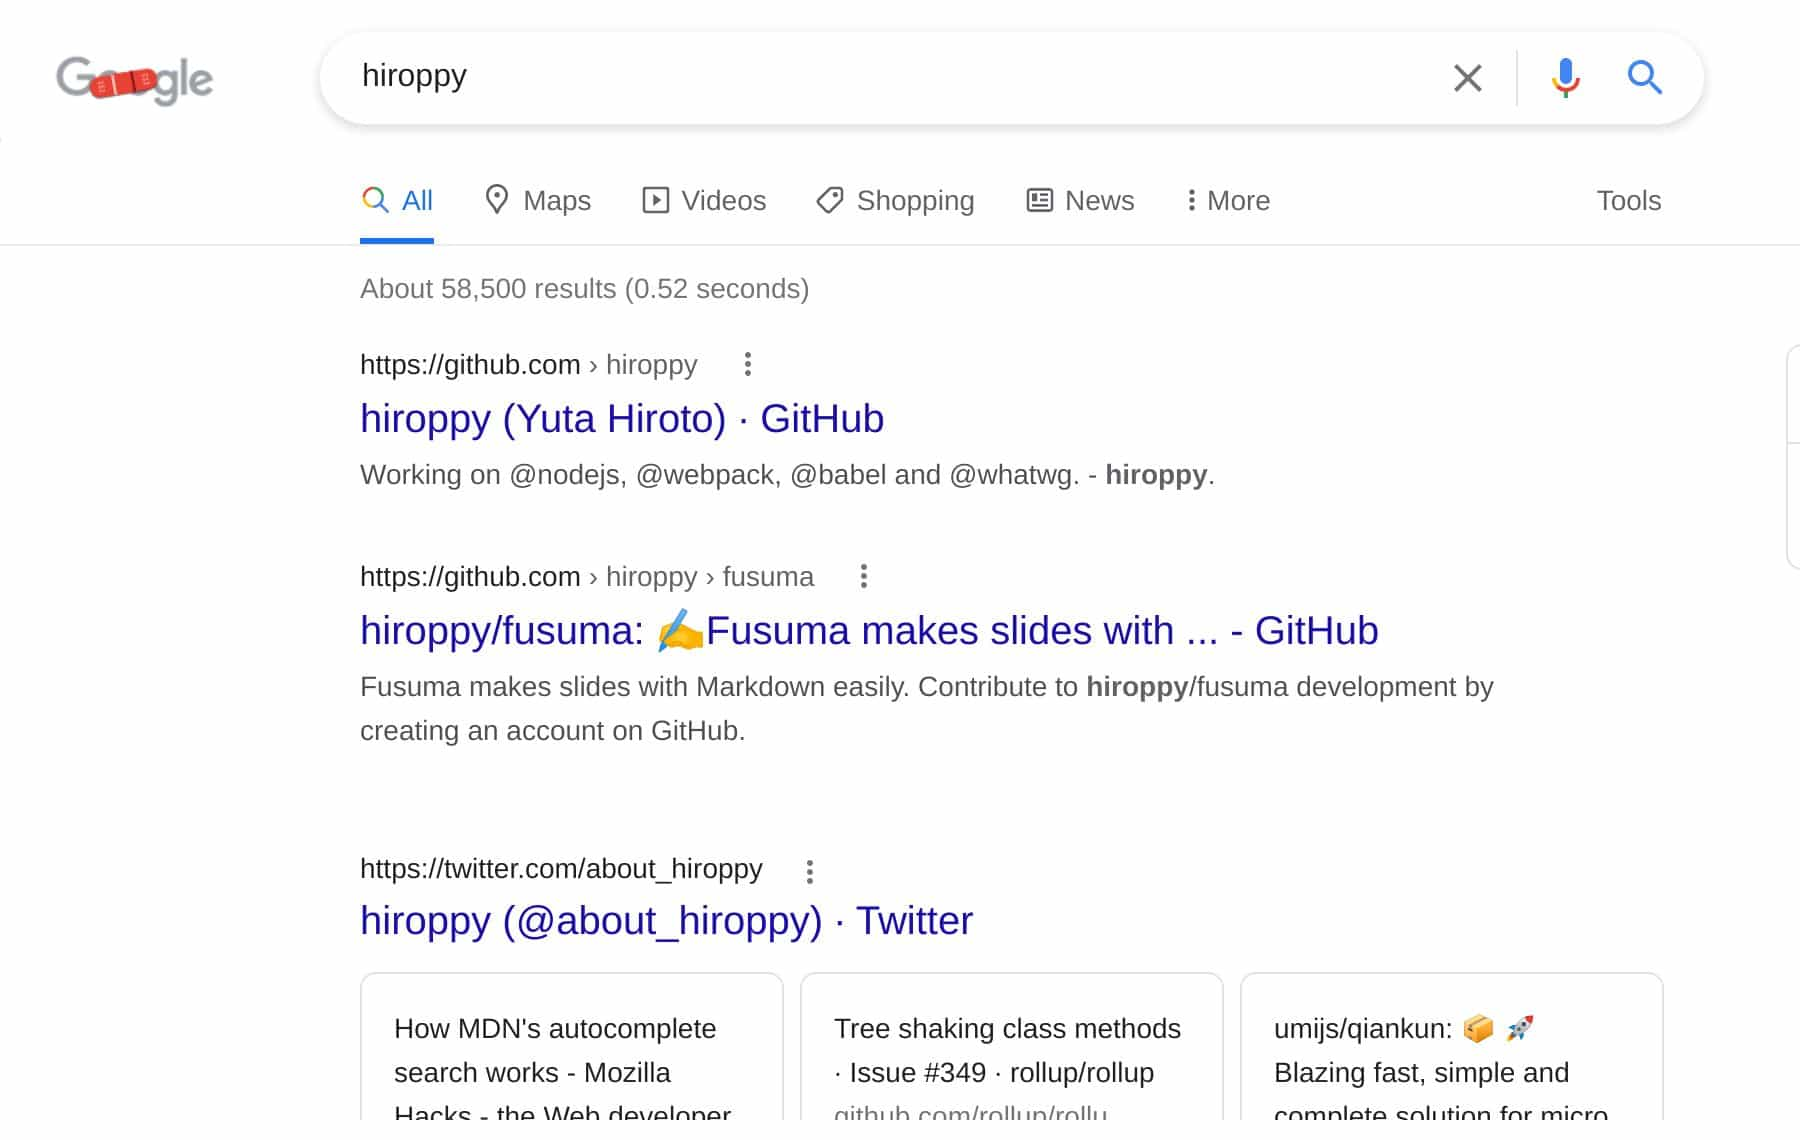 Google
hiroppy
All Maps Videos Shopping News More Tools
About 58,500 results (0.52 seconds)
https://github.com › hiroppy
hiroppy (Yuta Hiroto) · GitHub
Working on @nodejs, @webpack, @babel and @whatwg. - hiroppy.
https://github.com › hiroppy › fusuma
hiroppy/fusuma: ✍️Fusuma makes slides with ... - GitHub
Fusuma makes slides with Markdown easily. Contribute to hiroppy/fusuma development by
creating an account on GitHub.
https://twitter.com/about_hiroppy
hiroppy (@about_hiroppy) · Twitter
How MDN's autocomplete
search works - Mozilla
Hacks - the Web developer
Tree shaking class methods
· Issue #349 · rollup/rollup
github.com/rollup/rollu
umijs/qiankun: 📦 🚀
Blazing fast, simple and
complete solution for micro